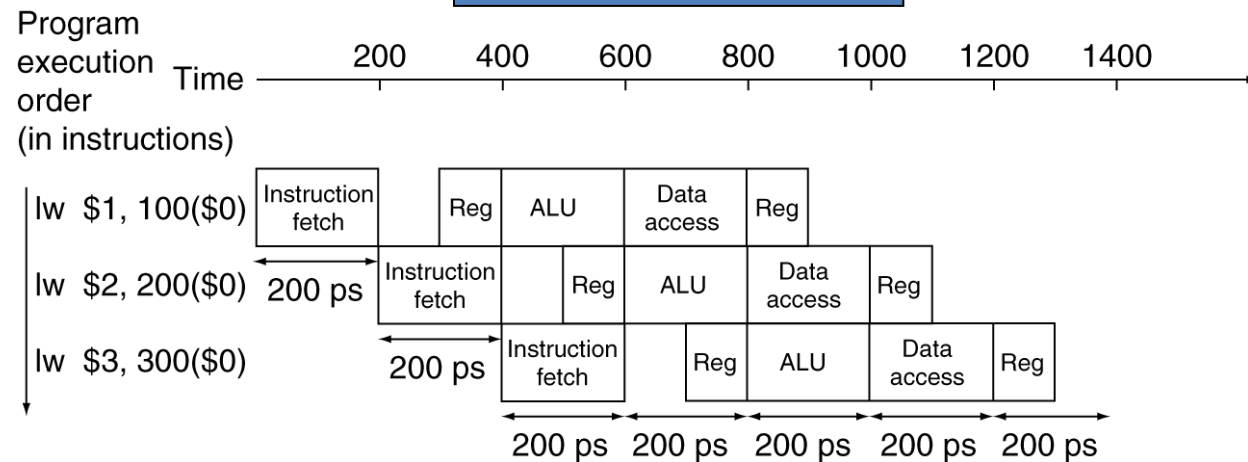 Program
execution
order
(in instructions)
Time
200 400 600 800 1000 1200 1400
lw $1, 100($0)
Instruction
fetch
Reg
ALU
Data
access
Reg
lw $2, 200($0)
200 ps
Instruction
fetch
Reg
ALU
Data
access
Reg
lw $3, 300($0)
200 ps
Instruction
fetch
Reg
ALU
Data
access
Reg
200 ps 200 ps 200 ps 200 ps 200 ps